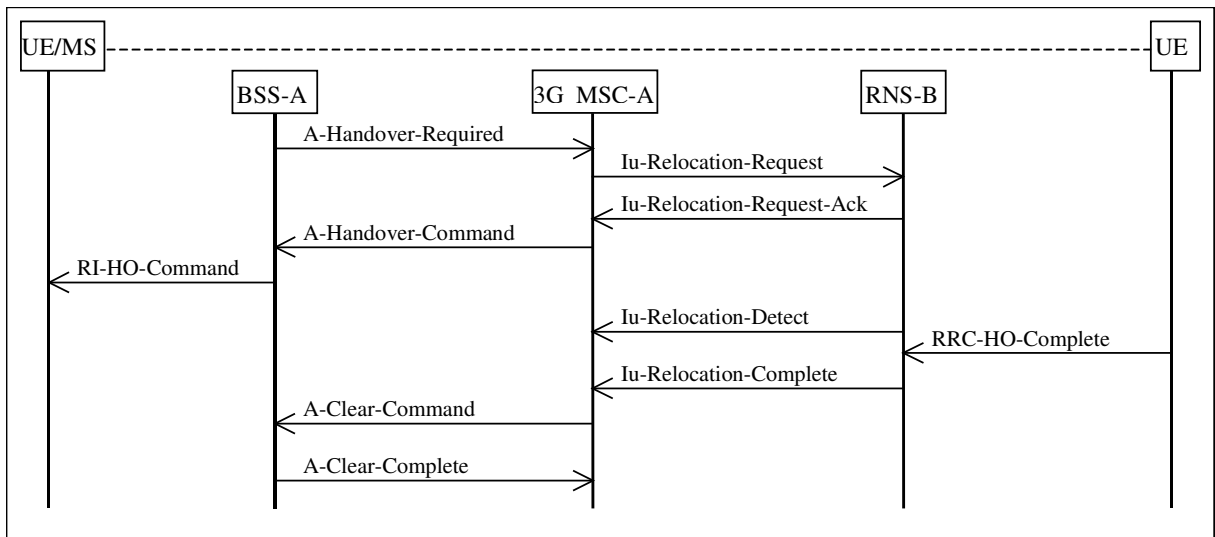 UE/MS
UE
BSS-A
3G MSC-A
RNS-B
A-Handover-Required
Iu-Relocation-Request
Iu-Relocation-Request-Ack
A-Handover-Command
RI-HO-Command
Iu-Relocation-Detect
RRC-HO-Complete
Iu-Relocation-Complete
A-Clear-Command
A-Clear-Complete